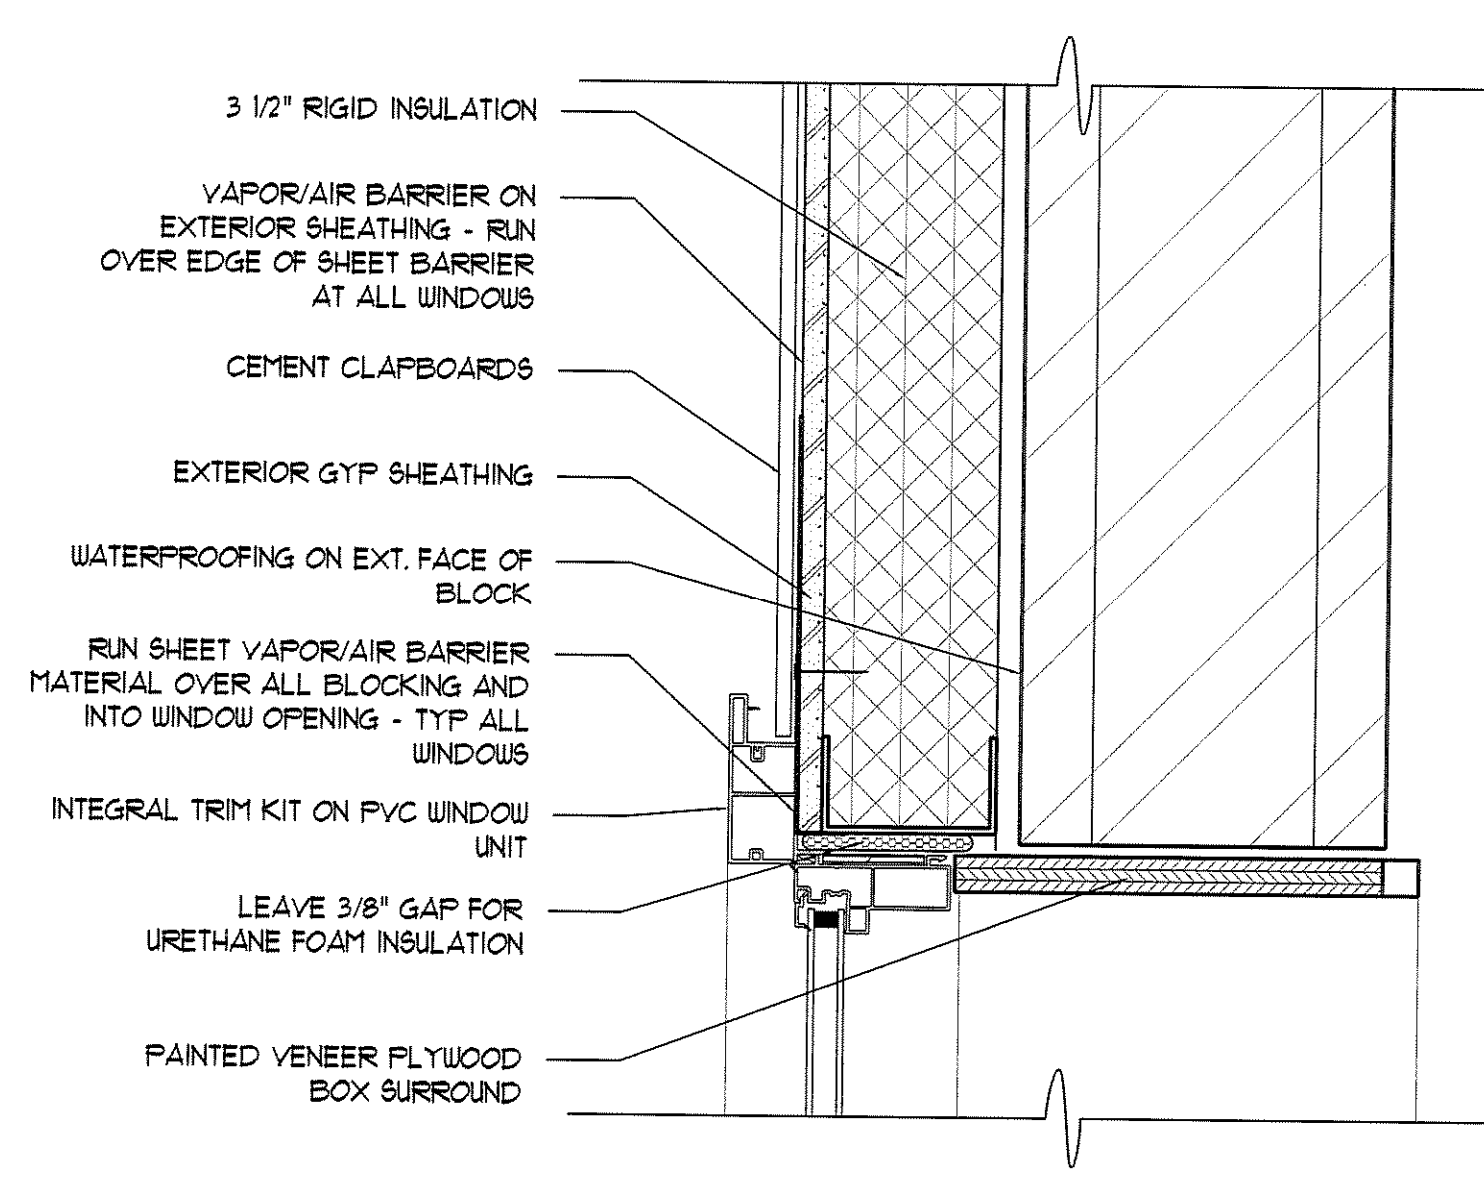 3 1/2" RIGID INSULATION
VAPOR/AIR BARRIER ON
EXTERIOR SHEATHING - RUN
OVER EDGE OF SHEET BARRIER
AT ALL WINDOWS
CEMENT CLAPBOARDS
EXTERIOR GYP SHEATHING
WATERPROOFING ON EXT. FACE OF
BLOCK
RUN SHEET VAPOR/AIR BARRIER
MATERIAL OVER ALL BLOCKING AND
INTO WINDOW OPENING - TYP ALL
WINDOWS
INTEGRAL TRIM KIT ON PVC WINDOW
UNIT
LEAVE 3/8" GAP FOR
URETHANE FOAM INSULATION
PAINTED VENEER PLYWOOD
BOX SURROUND